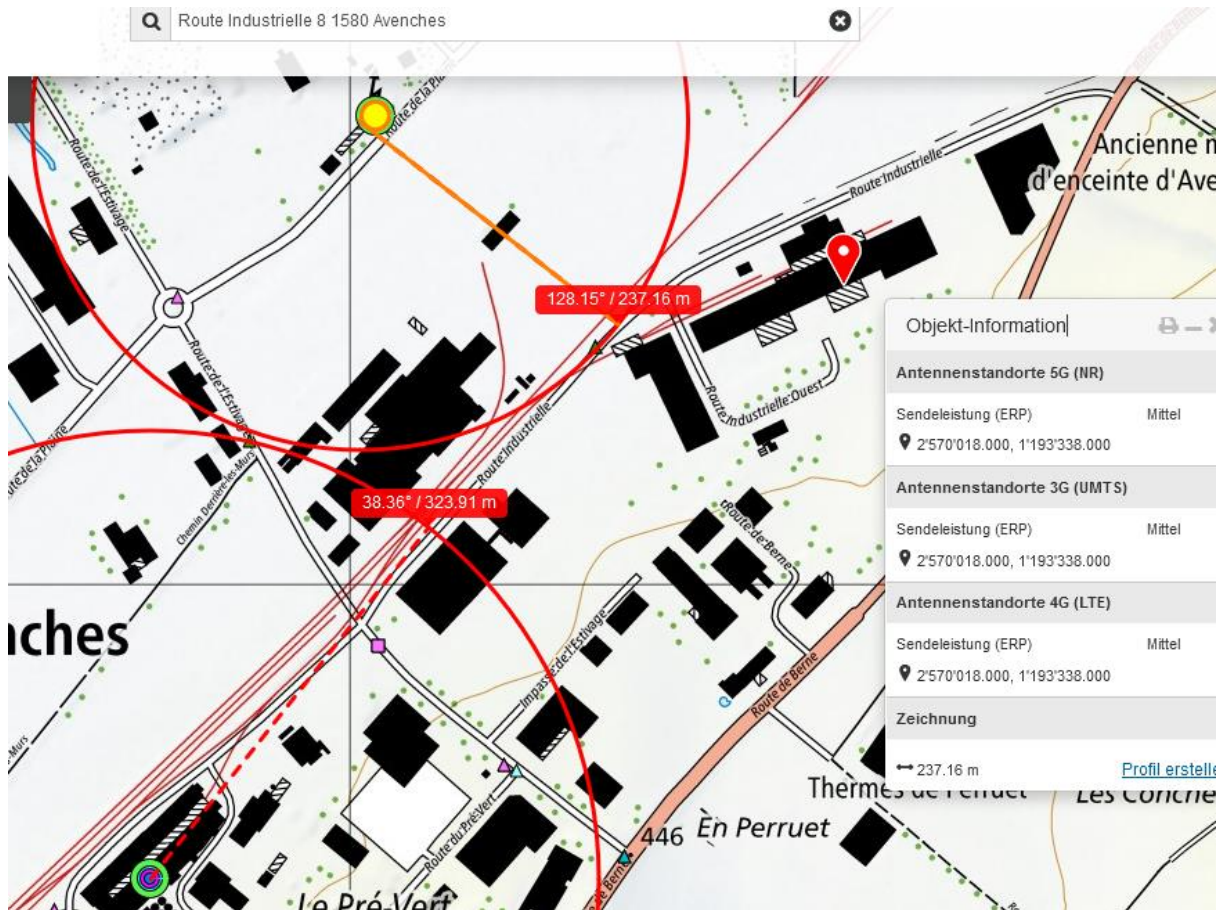 Route Industrielle 8 1580 Avenches
Route de l'Estivage
Route de la Pla
Route Industrielle
Ancienne m
d'enceinte d'Ave
128.15° / 237.16 m
Objekt-Information
Antennenstandorte 5G (NR)
Sendeleistung (ERP) Mittel
2'570'018.000, 1'193'338.000
Antennenstandorte 3G (UMTS)
Sendeleistung (ERP) Mittel
2'570'018.000, 1'193'338.000
Antennenstandorte 4G (LTE)
Sendeleistung (ERP) Mittel
2'570'018.000, 1'193'338.000
Zeichnung
237.16 m Profil erstelle
Route de l'Estivage
Route Industrielle Ouest
ute de la Plaine
Chemin Derrière-les-Murs
Route Industrielle
38.36° / 323.91 m
Route de Berne
nches
Impasse de l'Estivage
Route de Berne
s-Murs
Thermes de Perruet
Les Conche
446 En Perruet
Route du Pré-Vert
e de Berne
Le Pré-Vert